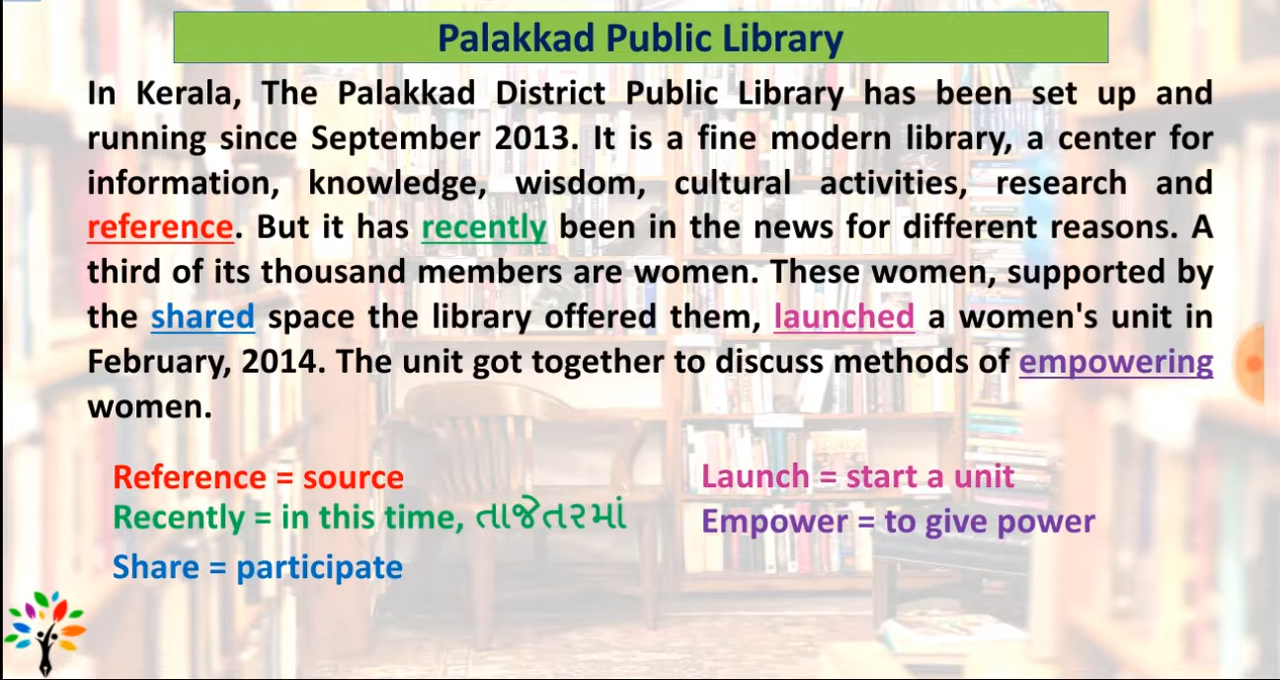 Palakkad Public Library
In Kerala, The Palakkad District Public Library has been set up and
running since September 2013. It is a fine modern library, a center for
information, knowledge, wisdom, cultural activities, research and
reference. But it has recently been in the news for different reasons. A
third of its thousand members are women. These women, supported by
the shared space the library offered them, launched a women's unit in
February, 2014. The unit got together to discuss methods of empowering
women.
Reference = source
Recently = in this time, તાજેતરમાં
Share = participate
Launch = start a unit
Empower = to give power